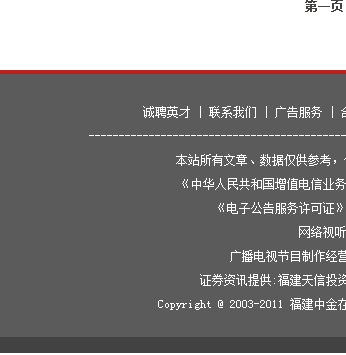 第一页
诚聘英才 | 联系我们 | 广告服务 |
本站所有文章、数据仅供参考，
《中华人民共和国增值电信业务
《电子公告服务许可证》
网络视听
广播电视节目制作经营
证券资讯提供:福建天信投资
Copyright @ 2003-2011 福建中金在